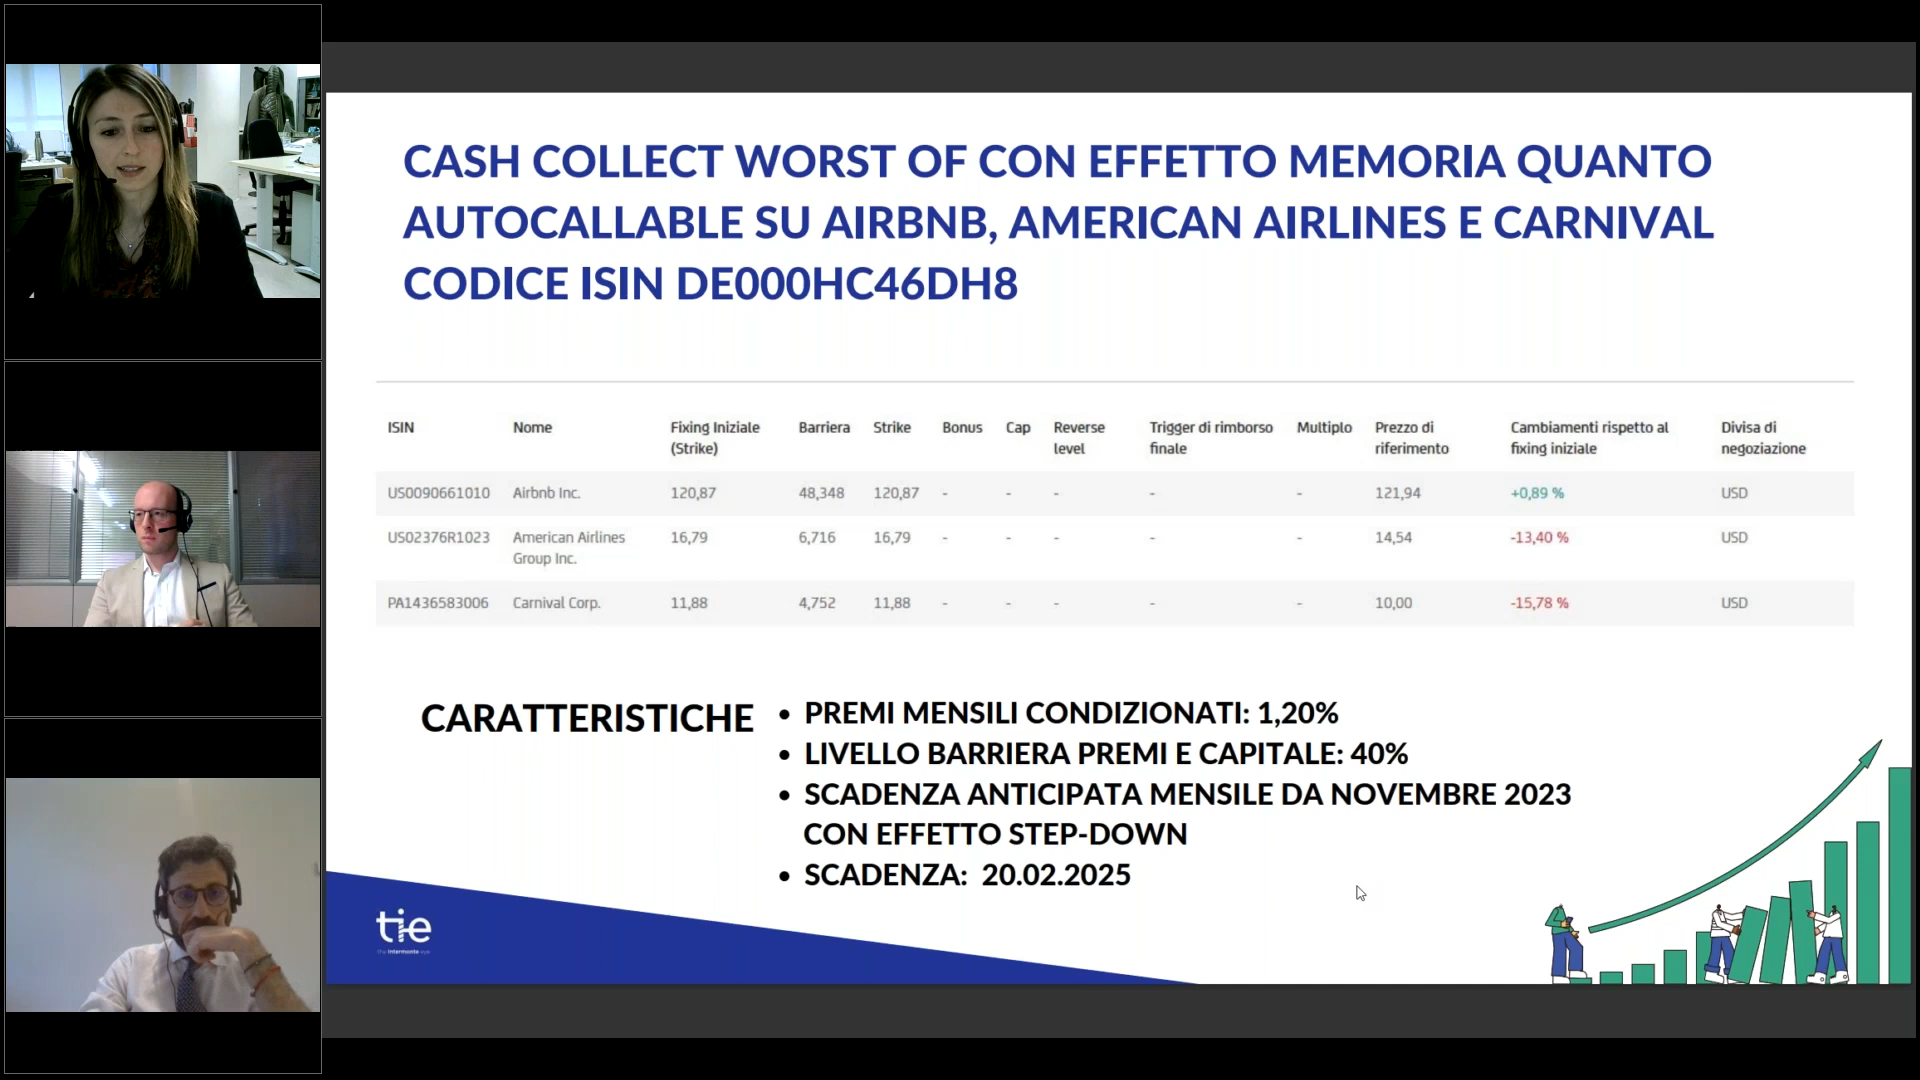 CASH COLLECT WORST OF CON EFFETTO MEMORIA QUANTO
AUTOCALLABLE SU AIRBNB, AMERICAN AIRLINES E CARNIVAL
CODICE ISIN DE000HC46DH8
ISIN Nome Fixing Iniziale (Strike) Barriera Strike Bonus Cap Reverse level Trigger di rimborso finale Multiplo Prezzo di riferimento Cambiamenti rispetto al fixing iniziale Divisa di negoziazione
US0090661010 Airbnb Inc. 120,87 48,348 120,87 - - - - - 121,94 +0,89 % USD
US02376R1023 American Airlines Group Inc. 16,79 6,716 16,79 - - - - - 14,54 -13,40 % USD
PA1436583006 Carnival Corp. 11,88 4,752 11,88 - - - - - 10,00 -15,78 % USD
CARATTERISTICHE
• PREMI MENSILI CONDIZIONATI: 1,20%
• LIVELLO BARRIERA PREMI E CAPITALE: 40%
• SCADENZA ANTICIPATA MENSILE DA NOVEMBRE 2023
CON EFFETTO STEP-DOWN
• SCADENZA: 20.02.2025
tie
the intermonte eye